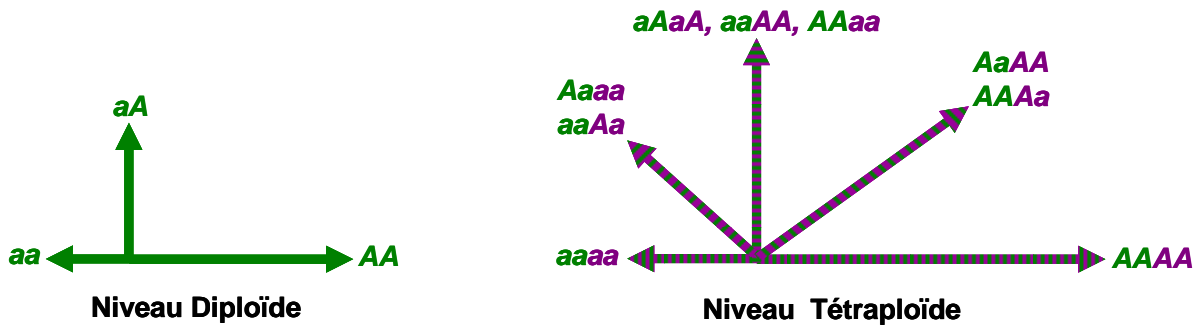 aA
aa
AA
Niveau Diploïde
aAaA, aaAA, AAaa
Aaaa
aaAa
AaAA
AAAa
aaaa
AAAA
Niveau Tétraploïde